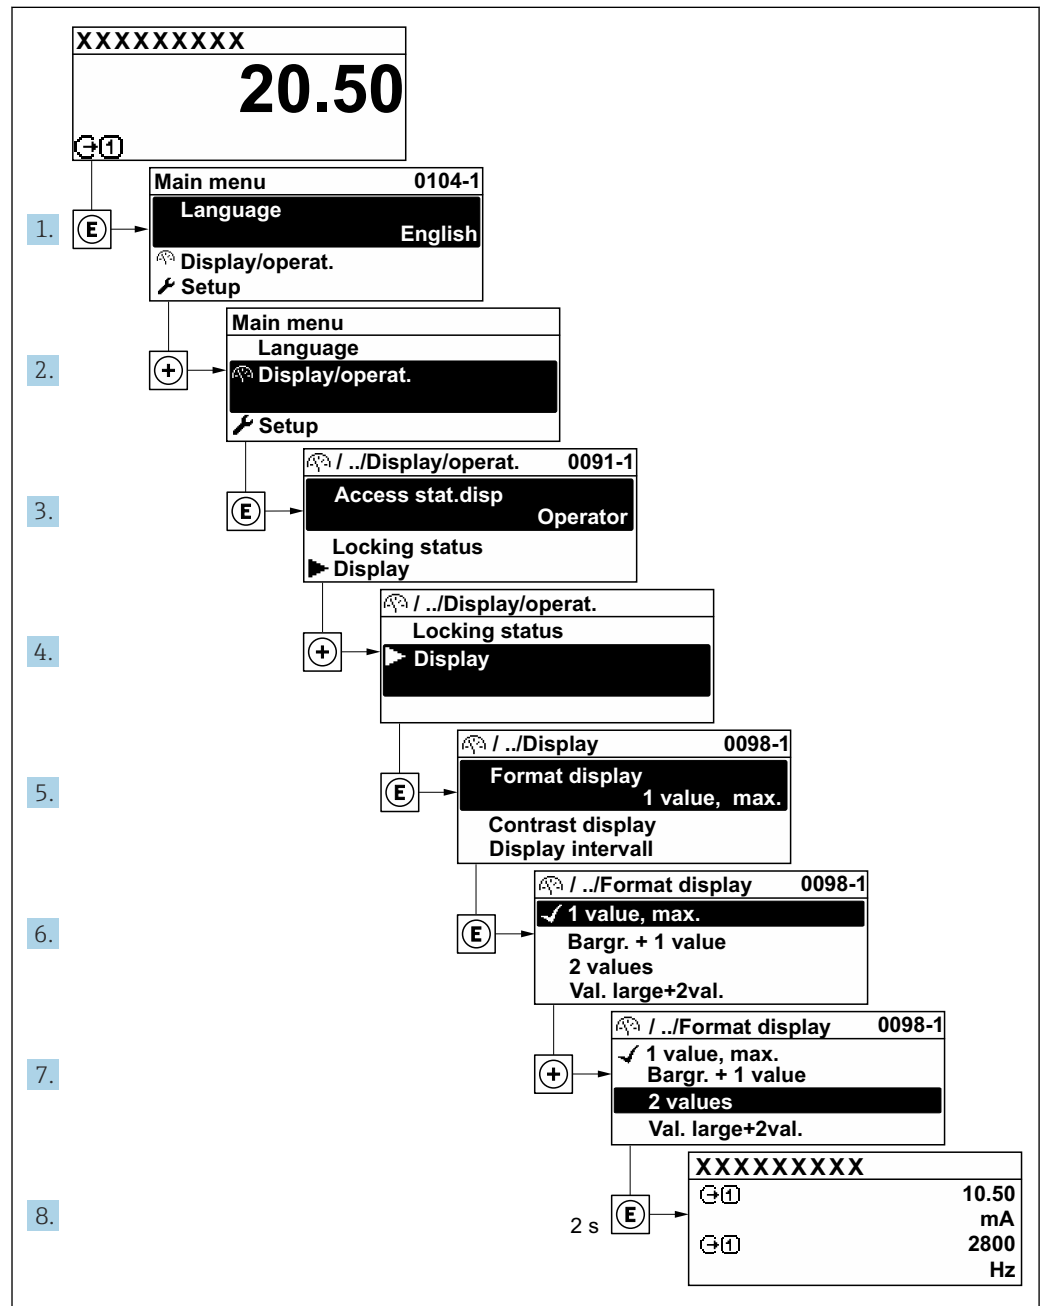 XXXXXXXXX
20.50
1
Main menu 0104-1
Language
English
1. E
Display/operat.
Setup
Main menu
Language
2. + Display/operat.
Setup
/ ../Display/operat. 0091-1
Access stat.disp
3. E Operator
Locking status
Display
/ ../Display/operat.
Locking status
4. + Display
/ ../Display 0098-1
Format display
5. E 1 value, max.
Contrast display
Display intervall
/ ../Format display 0098-1
1 value, max.
6. E Bargr. + 1 value
2 values
Val. large+2val.
/ ../Format display 0098-1
1 value, max.
7. + Bargr. + 1 value
2 values
Val. large+2val.
XXXXXXXXX
1 10.50
8. 2 s E mA
1 2800
Hz